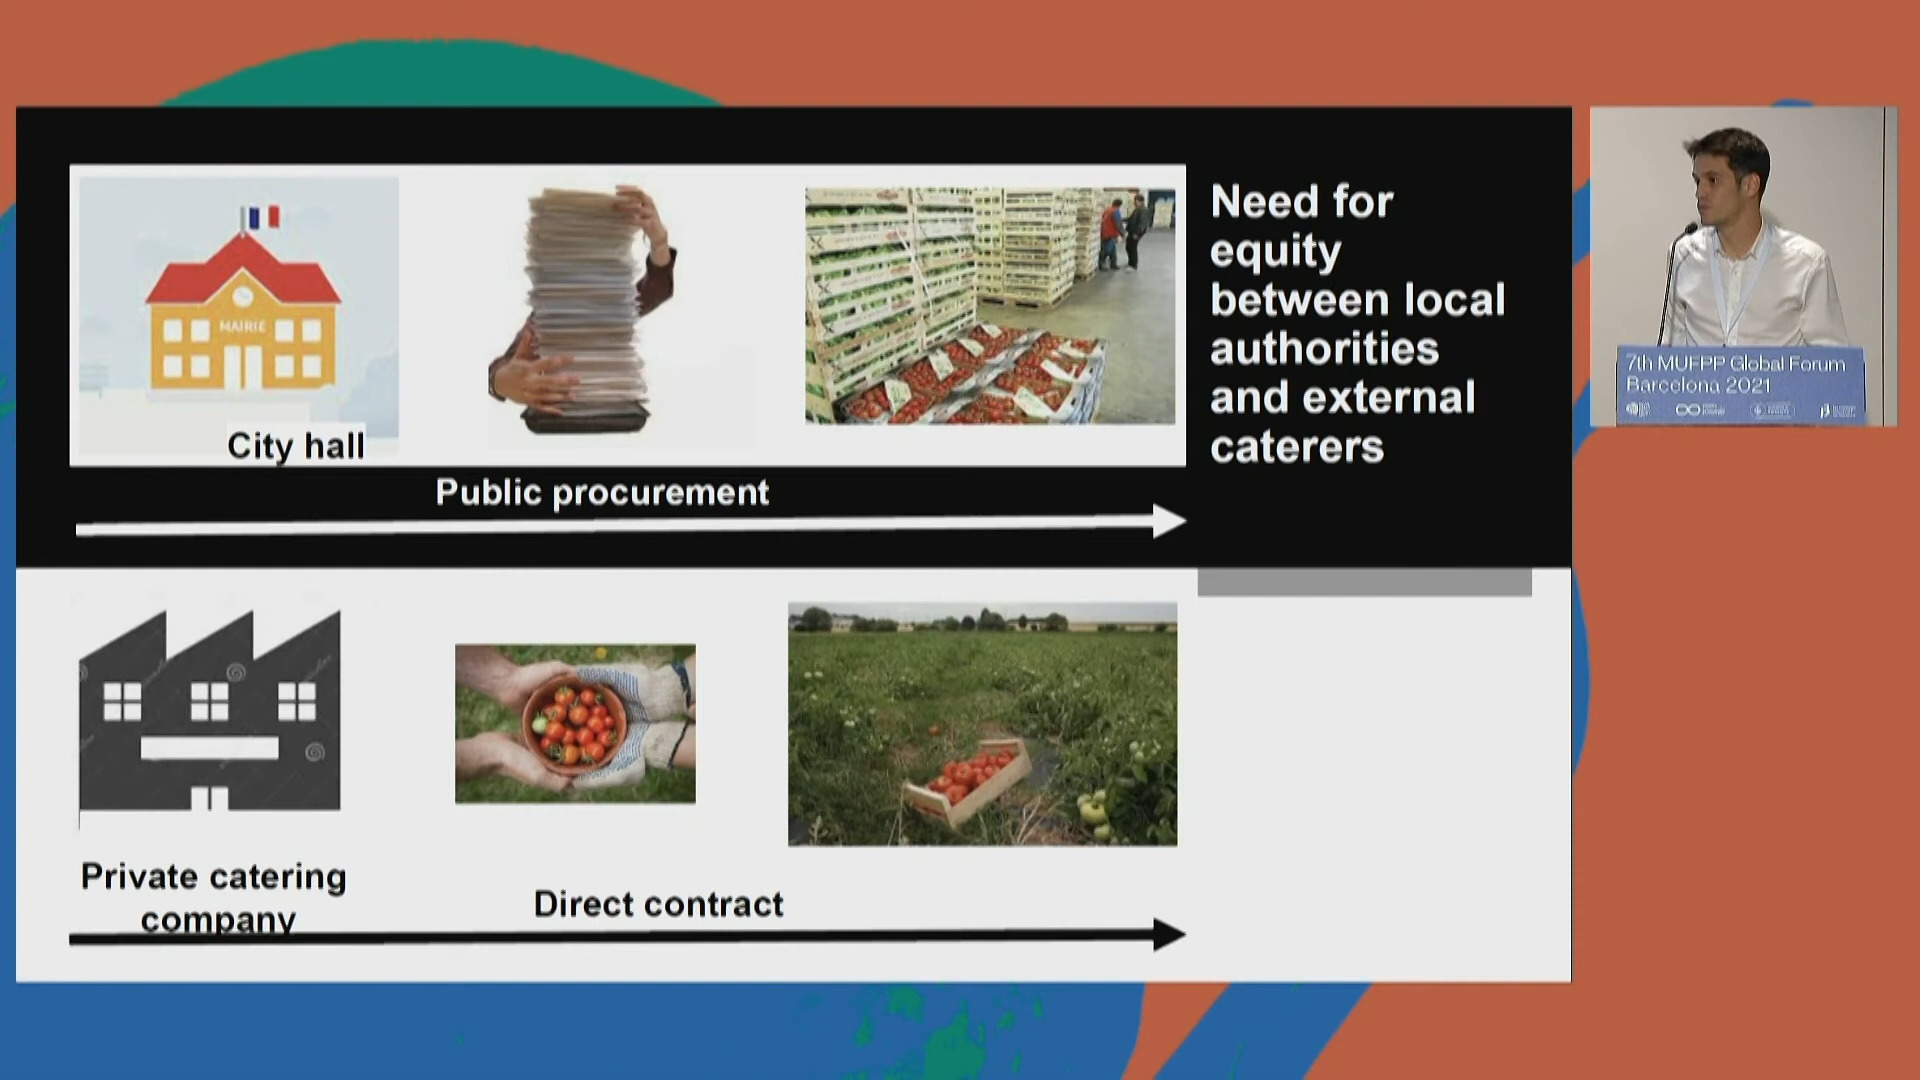 MAIRIE
City hall
Public procurement
Need for
equity
between local
authorities
and external
caterers
Private catering
company
Direct contract
7th MUFPP Global Forum
Barcelona 2021